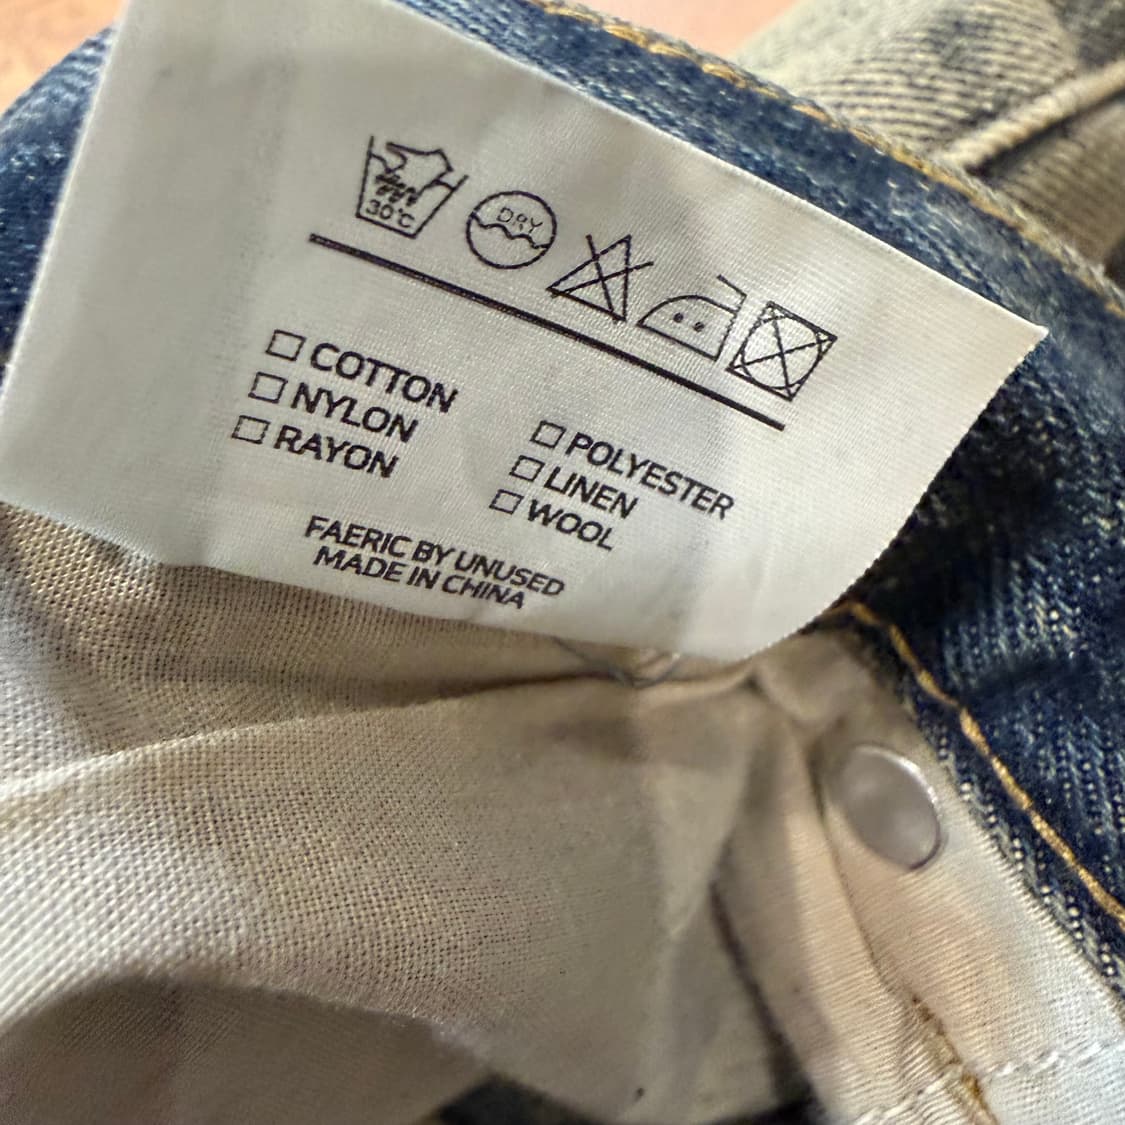 30°C
DRY
COTTON
NYLON
RAYON
POLYESTER
LINEN
WOOL
FAERIC BY UNUSED
MADE IN CHINA